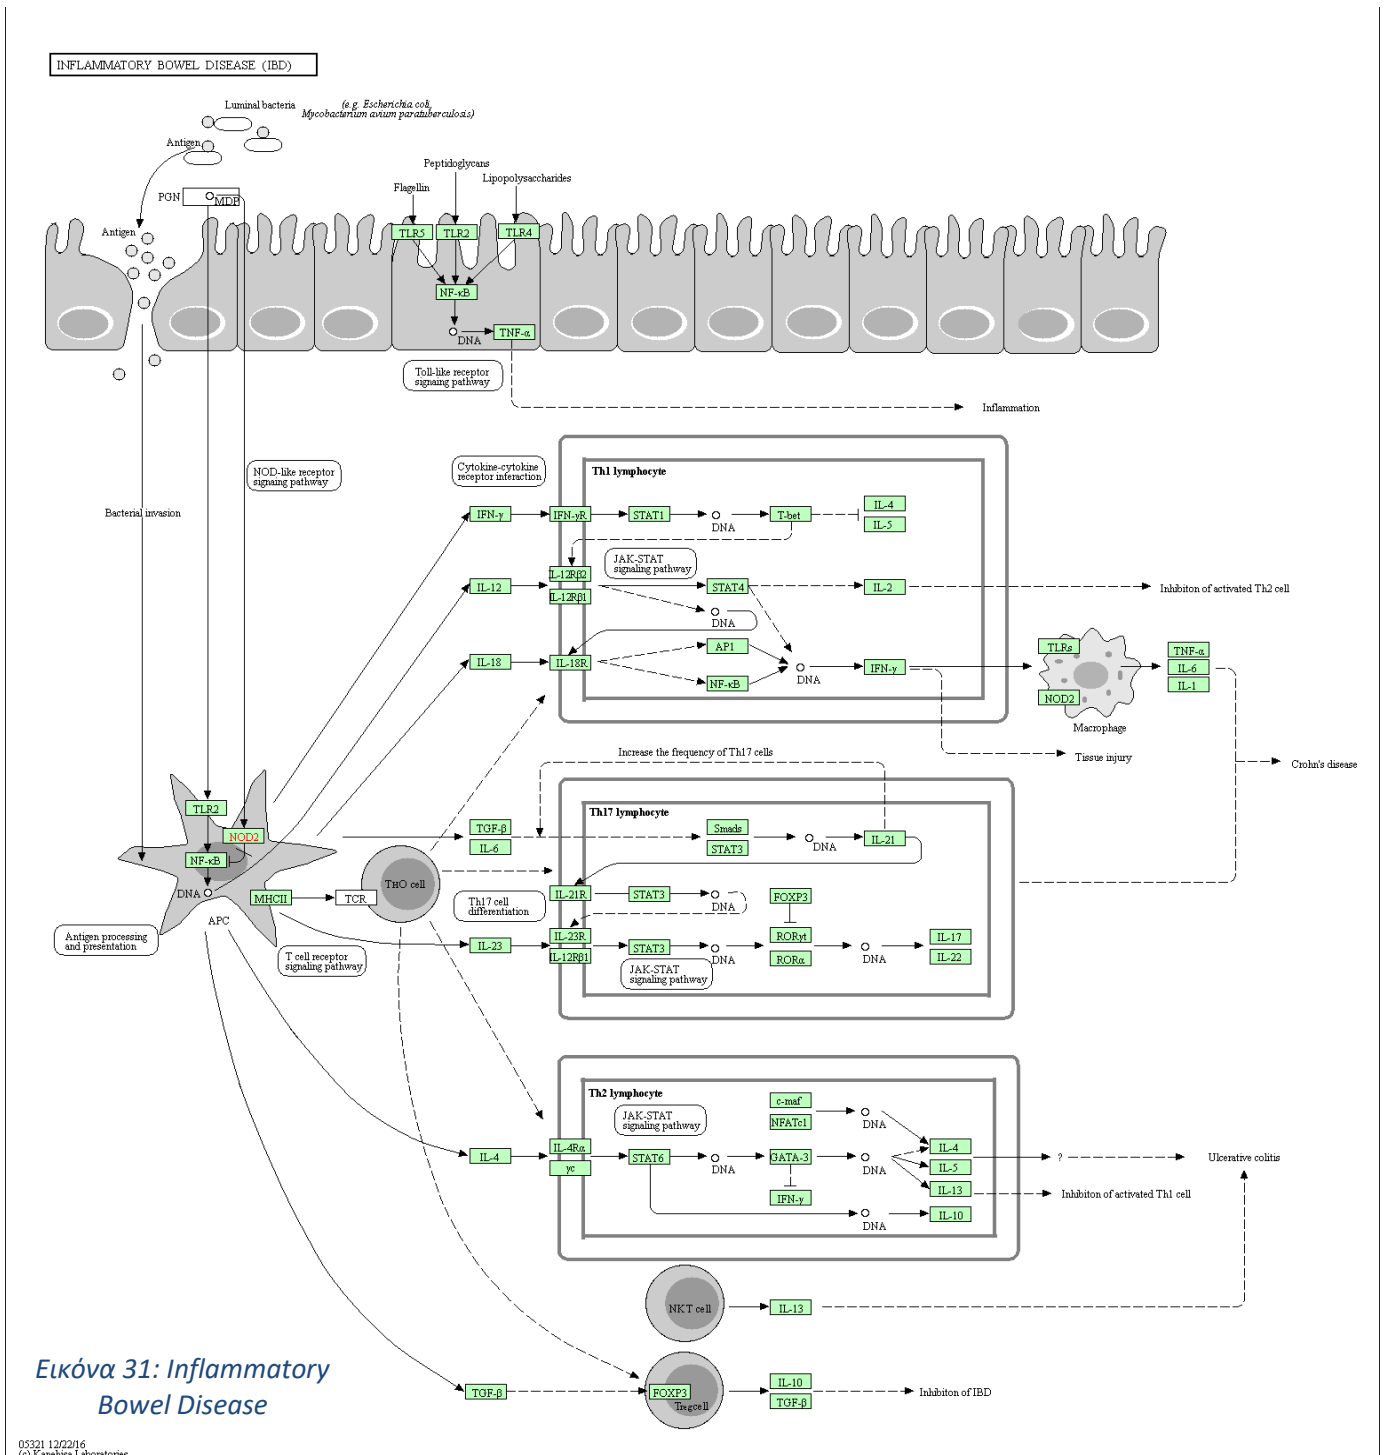 INFLAMMATORY BOWEL DISEASE (IBD)
Luminal bacteria
(e.g. Escherichia coli,
Mycobacterium avium paratuberculosis)
Antigen
Peptidoglycans
Flagellin
Lipopolysaccharides
PGN
MDP
Antigen
TLR5
TLR2
TLR4
NF-κB
DNA
TNF-α
Toll-like receptor
signaing pathway
Inflammation
NOD-like receptor
signaing pathway
Bacterial invasion
Cytokine-cytokine
receptor interaction
Th1 lymphocyte
IFN-γ
IFN-γR
STAT1
DNA
T-bet
IL-4
IL-5
JAK-STAT
signaling pathway
IL-12
IL-12Rβ2
IL-12Rβ1
STAT4
DNA
IL-2
Inhibiton of activated Th2 cell
IL-18
IL-18R
AP1
NF-κB
DNA
IFN-γ
TLRs
NOD2
Macrophage
TNF-α
IL-6
IL-1
Tissue injury
Crohn's disease
Increase the frequency of Th17 cells
Th17 lymphocyte
TLR2
NOD2
NF-κB
DNA
MHCII
TCR
TH0 cell
APC
TGF-β
IL-6
Smads
STAT3
DNA
IL-21
Th17 cell
differentiation
IL-21R
STAT3
DNA
FOXP3
IL-23
IL-23R
IL-12Rβ1
STAT3
DNA
RORγt
RORα
DNA
IL-17
IL-22
JAK-STAT
signaling pathway
Antigen processing
and presentation
T cell receptor
signaling pathway
Th2 lymphocyte
JAK-STAT
signaling pathway
c-maf
NFATc1
DNA
IL-4
IL-4Rα
γc
STAT6
DNA
GATA-3
IFN-γ
DNA
IL-4
IL-5
IL-13
?
Ulcerative colitis
Inhibiton of activated Th1 cell
DNA
IL-10
NKT cell
IL-13
TGF-β
FOXP3
Treg cell
IL-10
TGF-β
Inhibiton of IBD
Εικόνα 31: Inflammatory
Bowel Disease
05321 12/22/16
(c) Kanehisa Laboratories